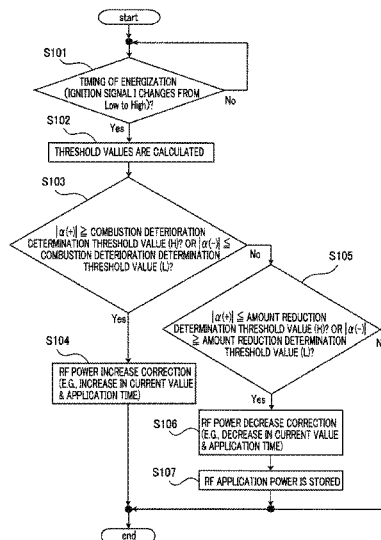 start
S101
TIMING OF ENERGIZATION
(IGNITION SIGNAL I CHANGES FROM
Low to High)?
No
Yes
S102
THRESHOLD VALUES ARE CALCULATED
S103
|α(+)| ≧ COMBUSTION DETERIORATION
DETERMINATION THRESHOLD VALUE (H)? OR |α(-)| ≦
COMBUSTION DETERIORATION DETERMINATION
THRESHOLD VALUE (L)?
No
S105
Yes
|α(+)| ≦ AMOUNT REDUCTION
DETERMINATION THRESHOLD VALUE (H)? OR |α(-)|
≧ AMOUNT REDUCTION DETERMINATION
THRESHOLD VALUE (L)?
S104
RF POWER INCREASE CORRECTION
(E.G., INCREASE IN CURRENT VALUE
& APPLICATION TIME)
Yes
S106
RF POWER DECREASE CORRECTION
(E.G., DECREASE IN CURRENT VALUE
& APPLICATION TIME)
S107
RF APPLICATION POWER IS STORED
end